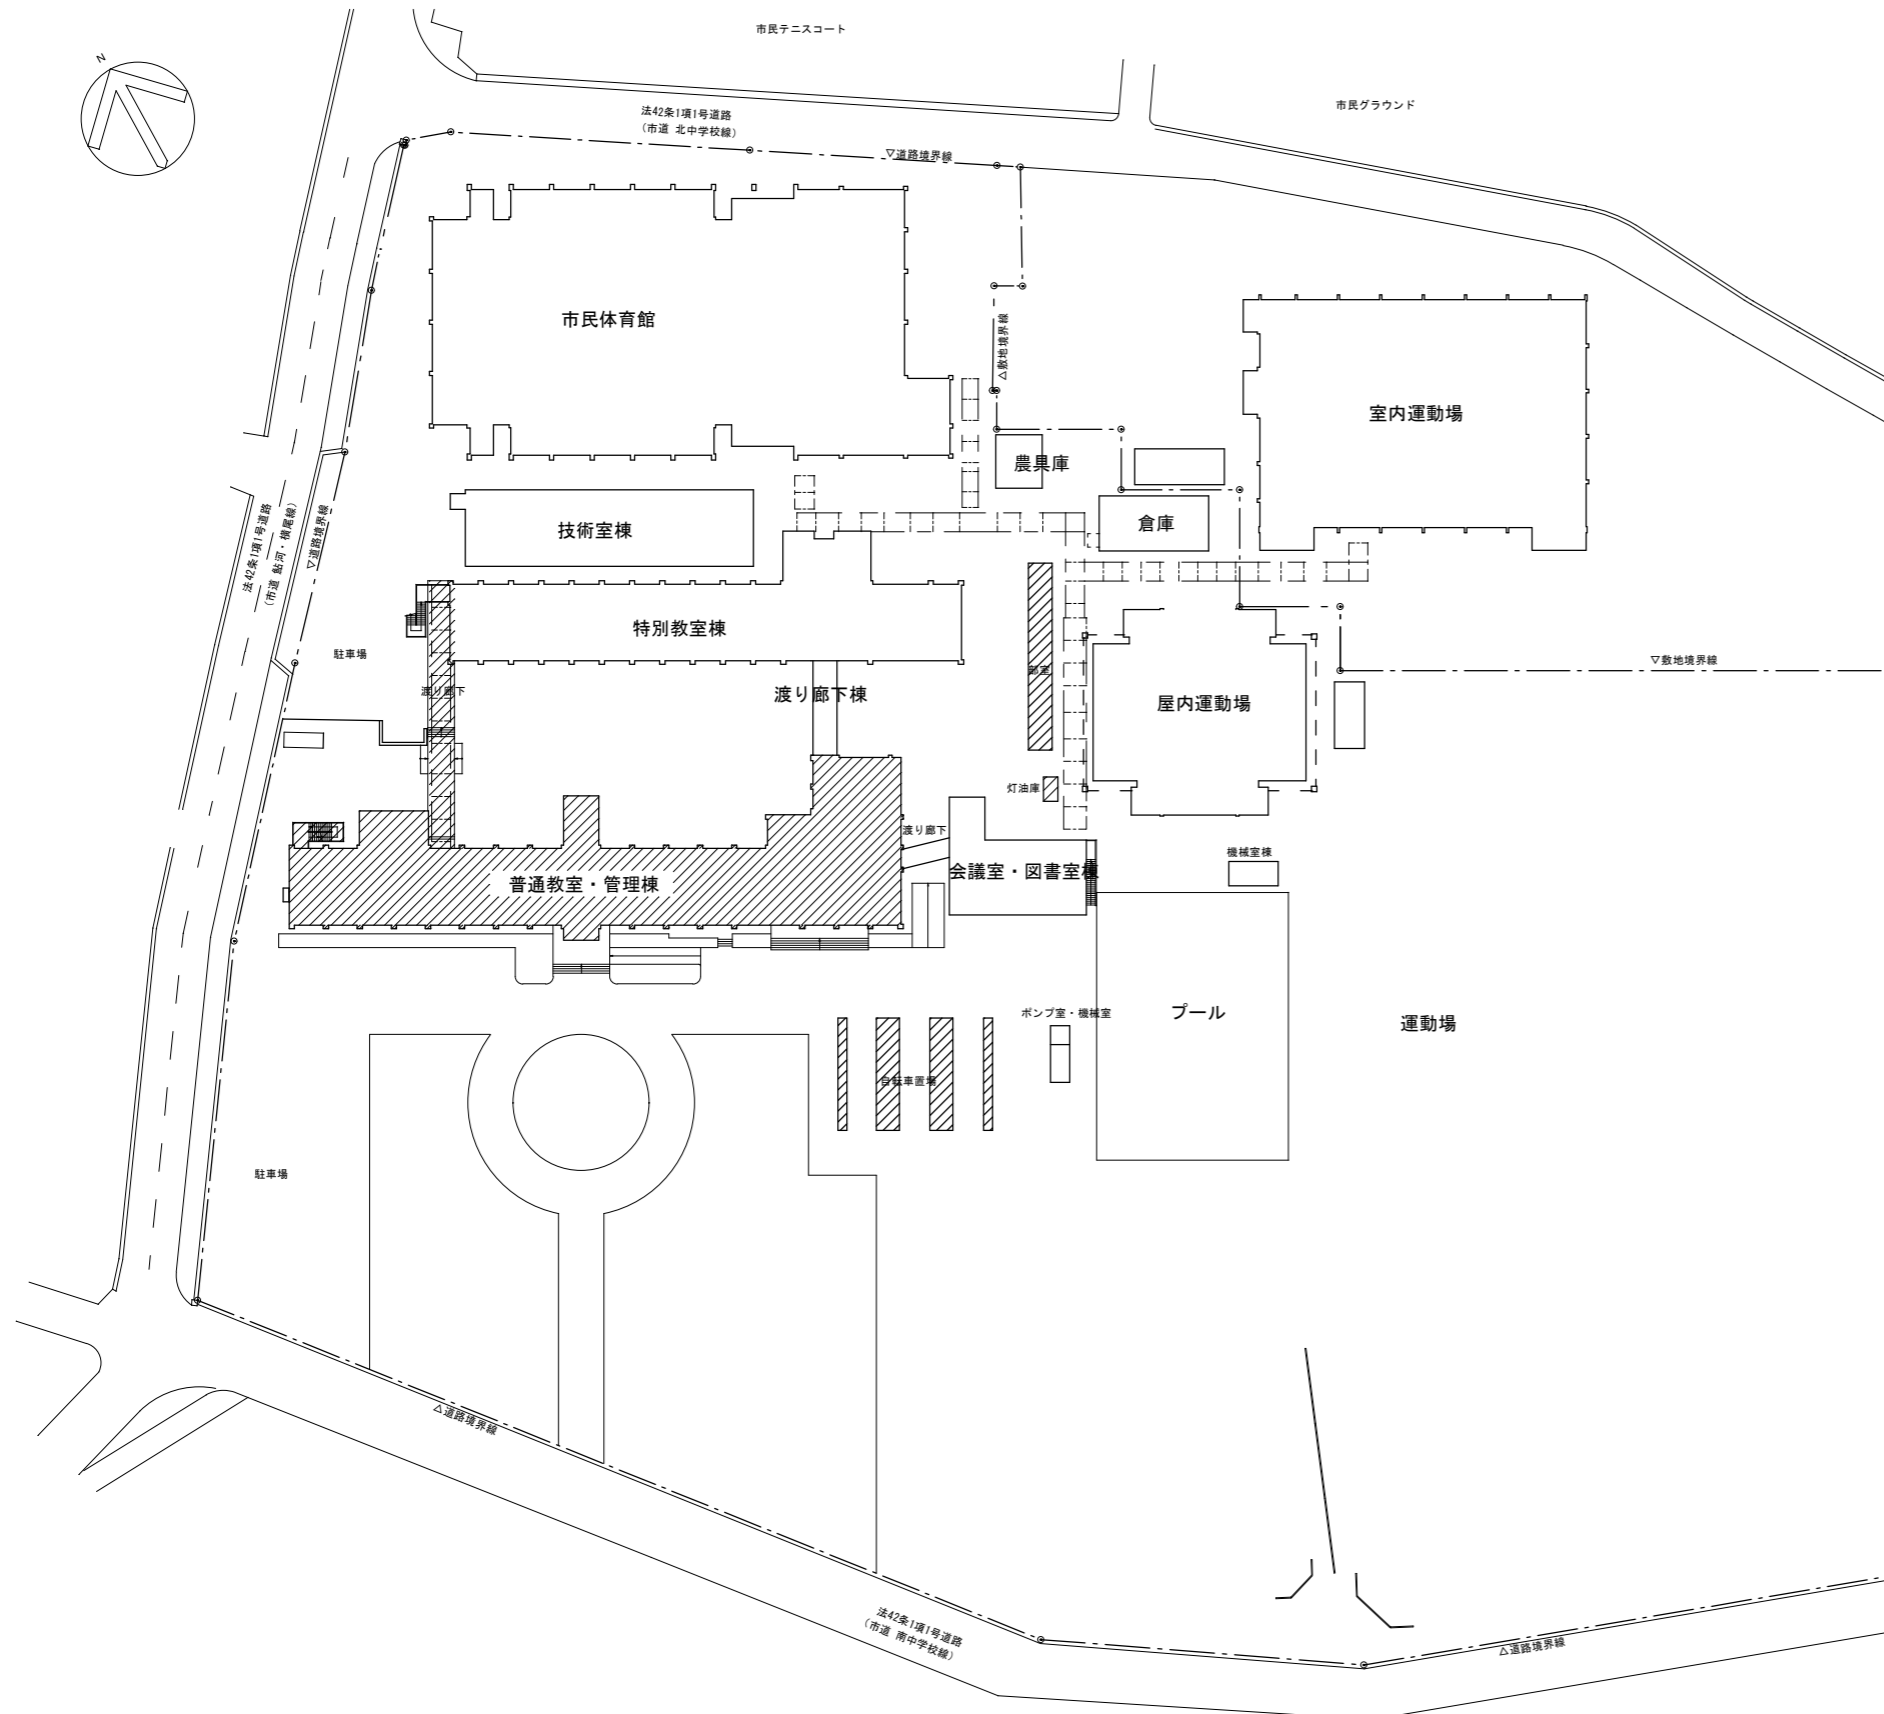 市民テニスコート
N
市民グラウンド
法42条1項1号道路
(市道 北中学校線)
▽道路境界線
市民体育館
△敷地境界線
室内運動場
農具庫
技術室棟
倉庫
法42条1項1号道路
(市道 鮎河・横尾線)
▽道路境界線
特別教室棟
駐車場
部室
▽敷地境界線
渡り廊下
渡り廊下棟
屋内運動場
灯油庫
渡り廊下
機械室棟
会議室・図書室棟
普通教室・管理棟
ポンプ室・機械室
プール
運動場
自転車置場
駐車場
△道路境界線
法42条1項1号道路
(市道 南中学校線)
△道路境界線